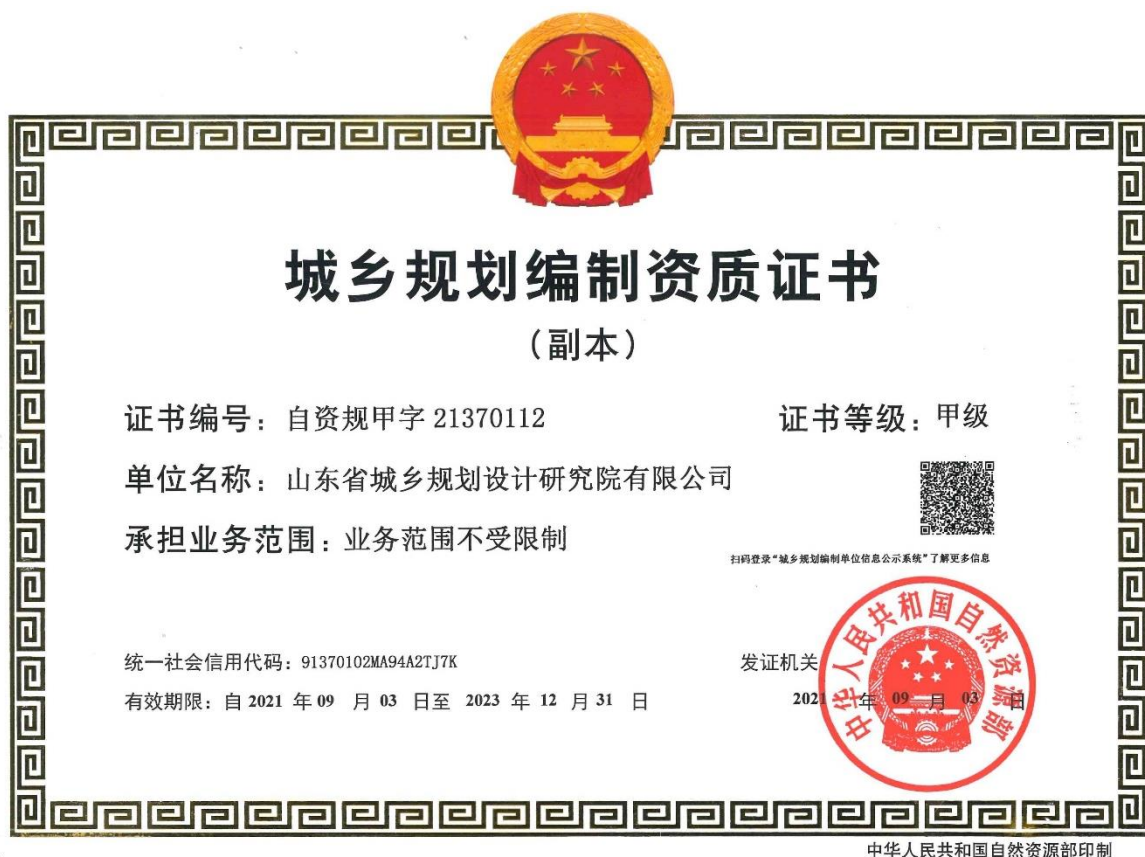 城乡规划编制资质证书
（副本）
证书编号：自资规甲字 21370112
证书等级：甲级
单位名称：山东省城乡规划设计研究院有限公司
承担业务范围：业务范围不受限制
扫码登录“城乡规划编制单位信息公示系统”了解更多信息
统一社会信用代码：91370102MA94A2TJ7K
发证机关
中华人民共和国自然资源部
有效期限：自 2021 年 09 月 03 日至 2023 年 12 月 31 日
2021 年 09 月 03 日
中华人民共和国自然资源部印制